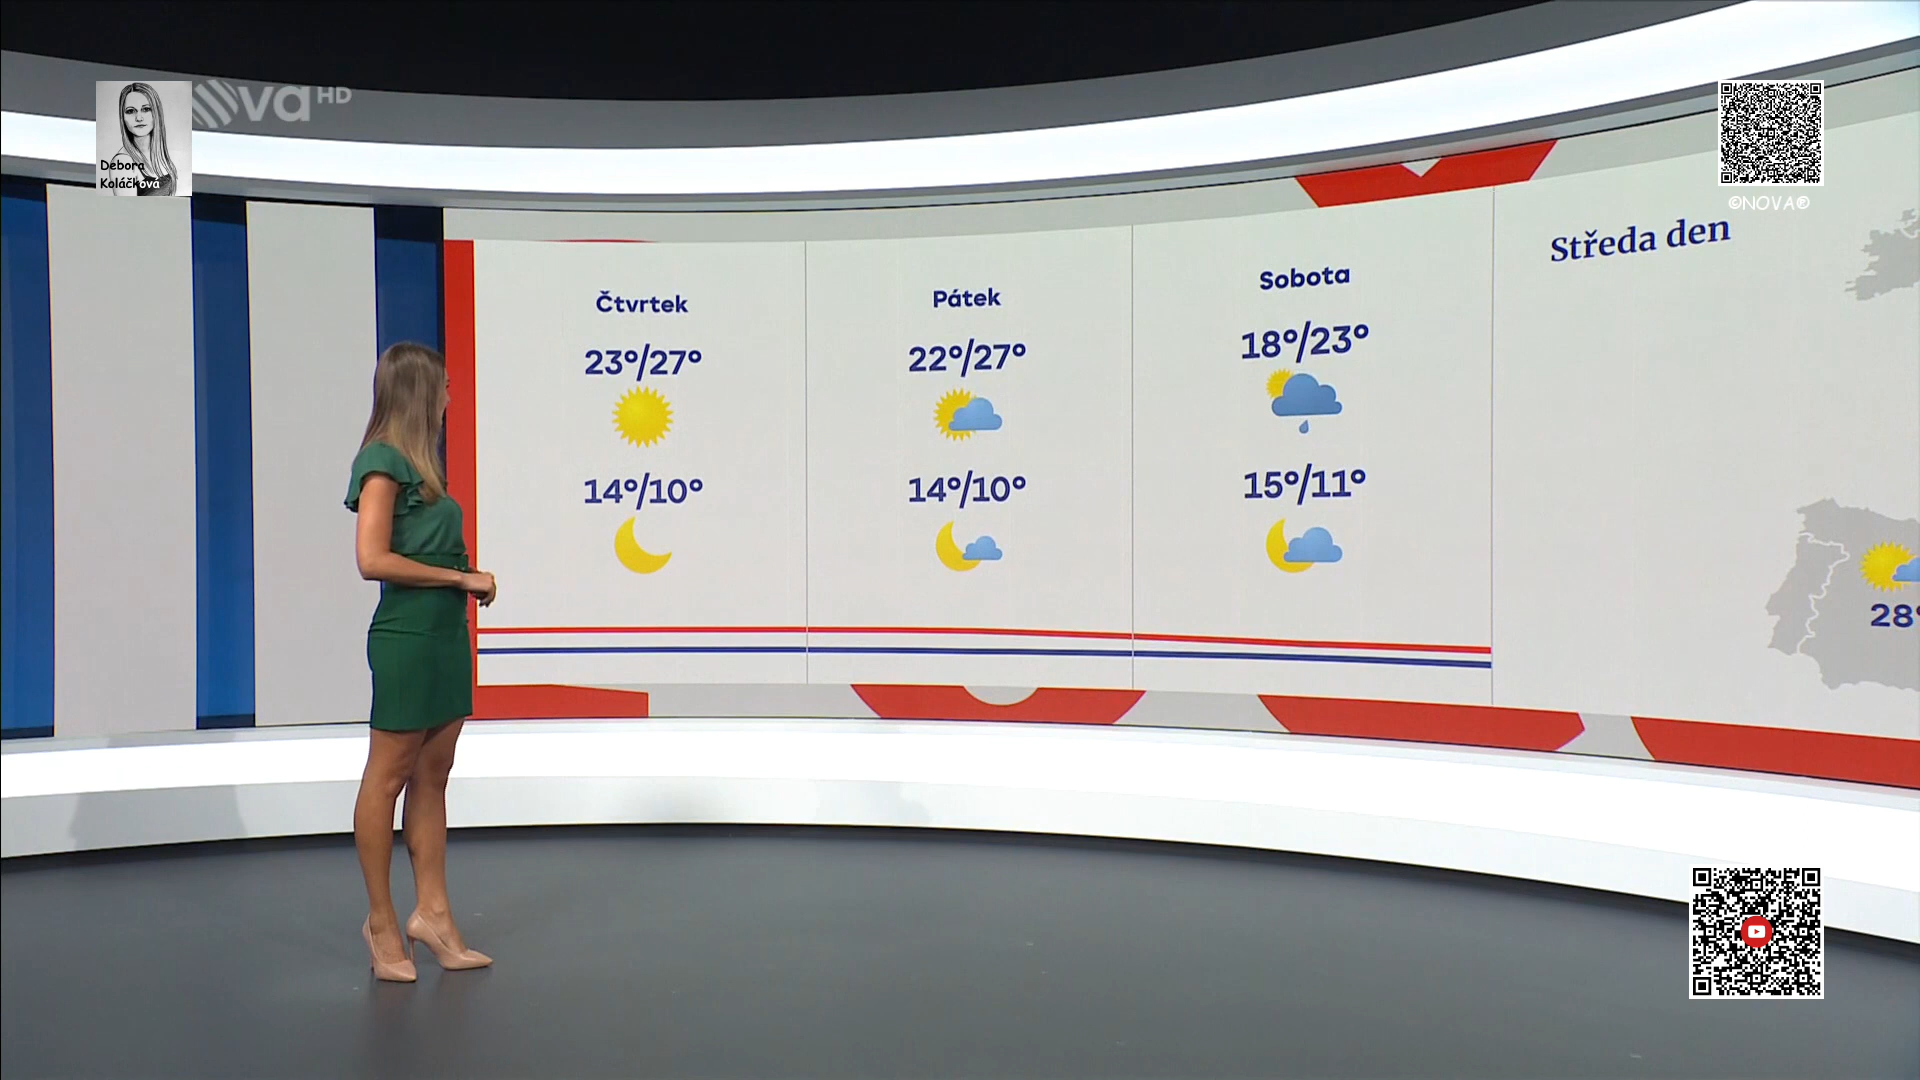 nova HD
Debora
Koláčková
©NOVA®
Čtvrtek
23°/27°
14°/10°
Pátek
22°/27°
14°/10°
Sobota
18°/23°
15°/11°
Středa den
28°